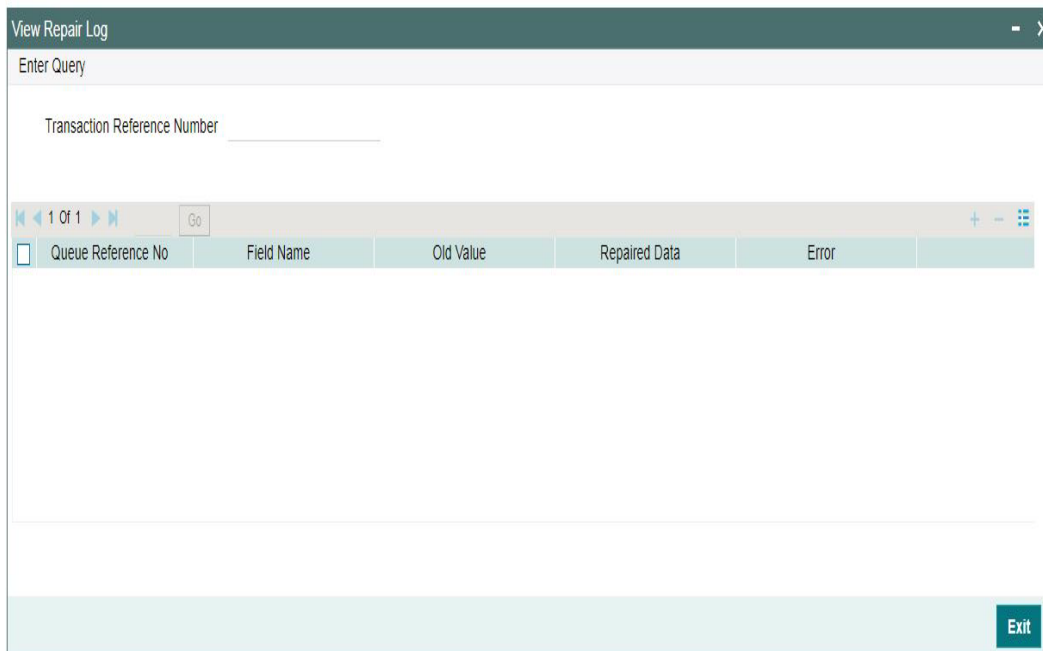 View Repair Log
Enter Query
Transaction Reference Number
1 Of 1 Go
Queue Reference No Field Name Old Value Repaired Data Error
Exit